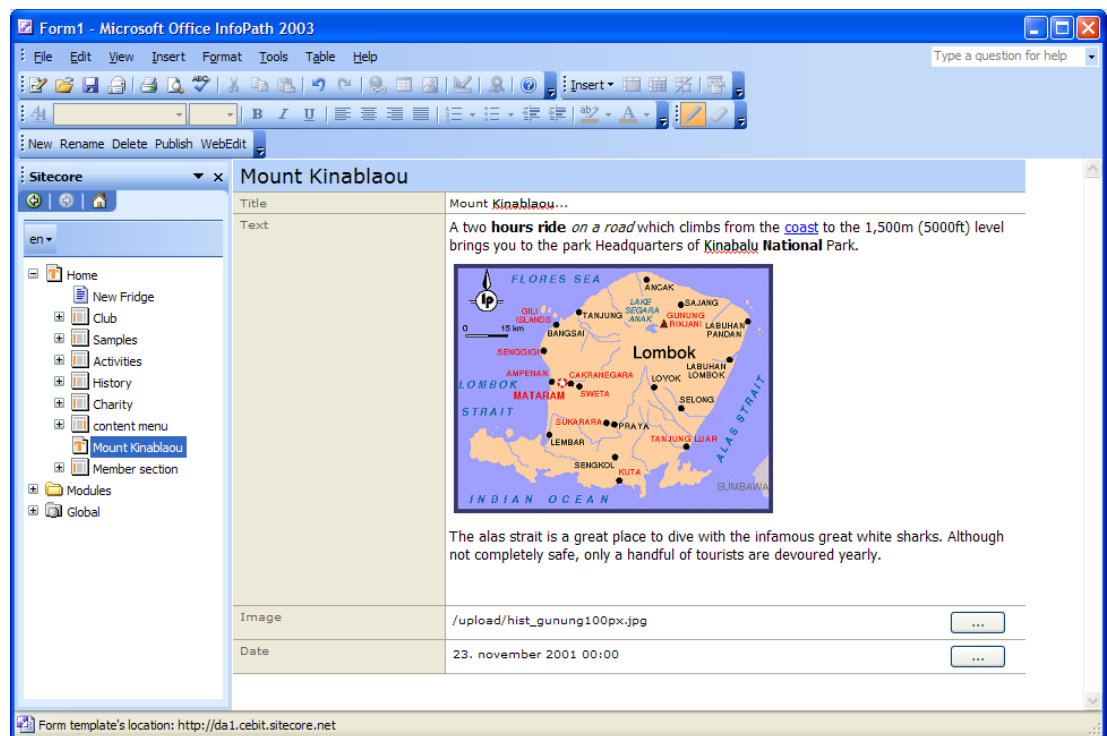 Form1 - Microsoft Office InfoPath 2003
File Edit View Insert Format Tools Table Help
Type a question for help
Insert
New Rename Delete Publish WebEdit
Sitecore
en
Home
New Fridge
Club
Samples
Activities
History
Charity
content menu
Mount Kinablaou
Member section
Modules
Global
Mount Kinablaou
Title
Mount Kinablaou...
Text
A two hours ride on a road which climbs from the coast to the 1,500m (5000ft) level
brings you to the park Headquarters of Kinabalu National Park.
FLORES SEA
ANCAK
lp
GILI
ISLANDS
TANJUNG
LAKE
SEGARA
ANAK
SAJANG
GUNUNG
RINJANI
LABUHAN
PANDAN
0 15 km
BANGSAL
SENGGIGI
Lombok
LABUHAN
LOMBOK
AMPENAN
CAKRANEGARA
LOYOK
LOMBOK
STRAIT
MATARAM
SWETA
SELONG
ALAS STRAIT
SUKARARA
PRAYA
LEMBAR
TANJUNG LUAR
SENGKOL
KUTA
SUMBAWA
INDIAN OCEAN
The alas strait is a great place to dive with the infamous great white sharks. Although
not completely safe, only a handful of tourists are devoured yearly.
Image
/upload/hist_gunung100px.jpg
...
Date
23. november 2001 00:00
...
Form template's location: http://da1.cebit.sitecore.net